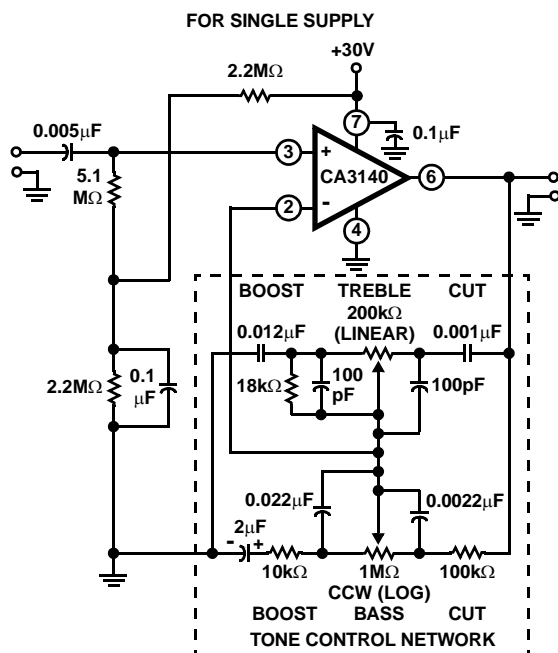 FOR SINGLE SUPPLY
+30V
2.2MΩ
0.005μF
7
0.1μF
3
+
CA3140
6
5.1
MΩ
2
-
4
BOOST TREBLE CUT
200kΩ
(LINEAR)
0.012μF
0.001μF
18kΩ
100
pF
100pF
2.2MΩ
0.1
μF
0.022μF
0.0022μF
2μF
- +
10kΩ
1MΩ
100kΩ
CCW (LOG)
BOOST BASS CUT
TONE CONTROL NETWORK